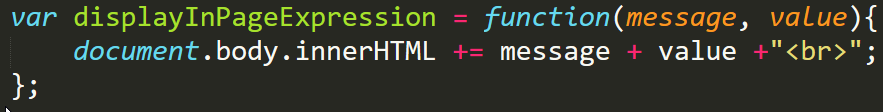 var displayInPageExpression = function(message, value){
    document.body.innerHTML += message + value +"<br>";
};